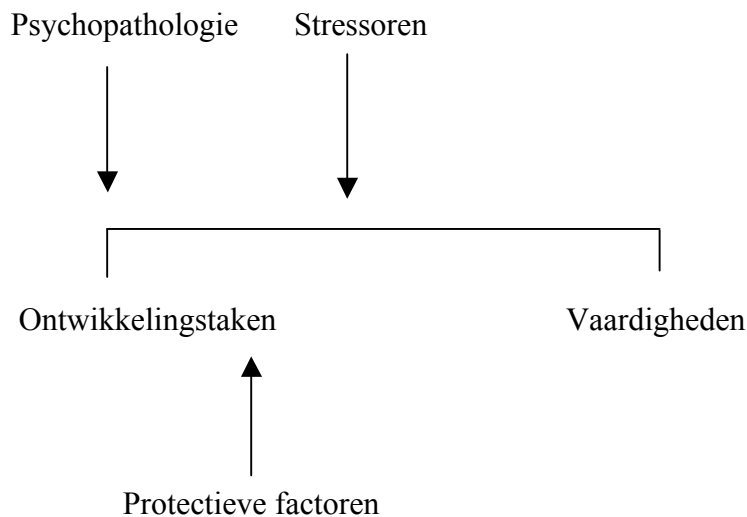 Psychopathologie Stressoren
Ontwikkelingstaken Vaardigheden
Protectieve factoren